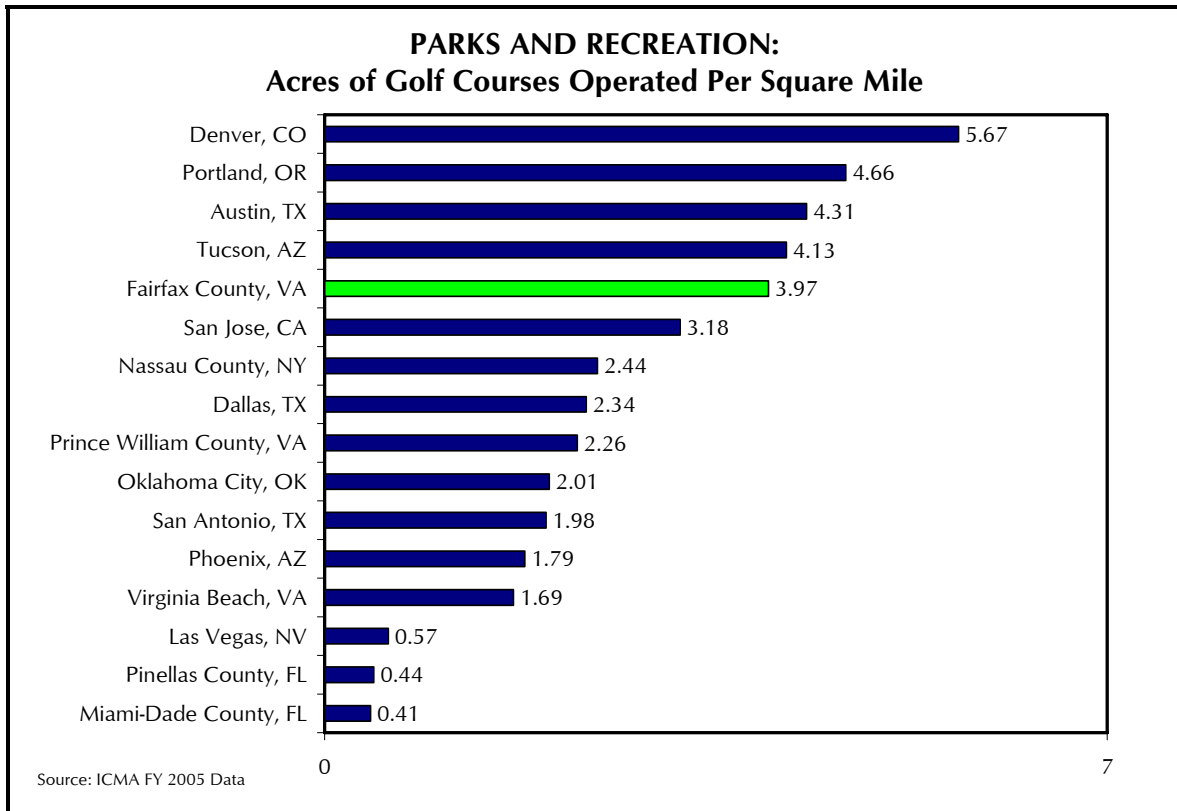 PARKS AND RECREATION:
Acres of Golf Courses Operated Per Square Mile
Denver, CO 5.67
Portland, OR 4.66
Austin, TX 4.31
Tucson, AZ 4.13
Fairfax County, VA 3.97
San Jose, CA 3.18
Nassau County, NY 2.44
Dallas, TX 2.34
Prince William County, VA 2.26
Oklahoma City, OK 2.01
San Antonio, TX 1.98
Phoenix, AZ 1.79
Virginia Beach, VA 1.69
Las Vegas, NV 0.57
Pinellas County, FL 0.44
Miami-Dade County, FL 0.41
0 7
Source: ICMA FY 2005 Data